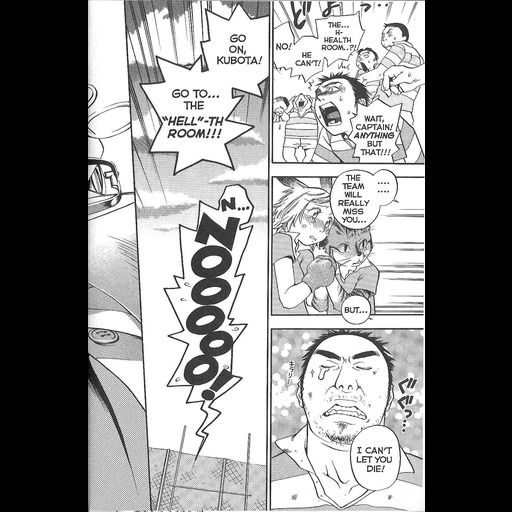 THE...
H-
HEALTH
ROOM..?!
NO!
HE
CAN'T!
WAIT,
CAPTAIN!
ANYTHING
BUT
THAT!!!
....
....
THE
TEAM
WILL
REALLY
MISS
YOU...
BUT...
I CAN'T
LET YOU
DIE!
GO
ON,
KUBOTA!
GO TO...
THE
"HELL"-TH
ROOM!!!
N...
NOOOOO!